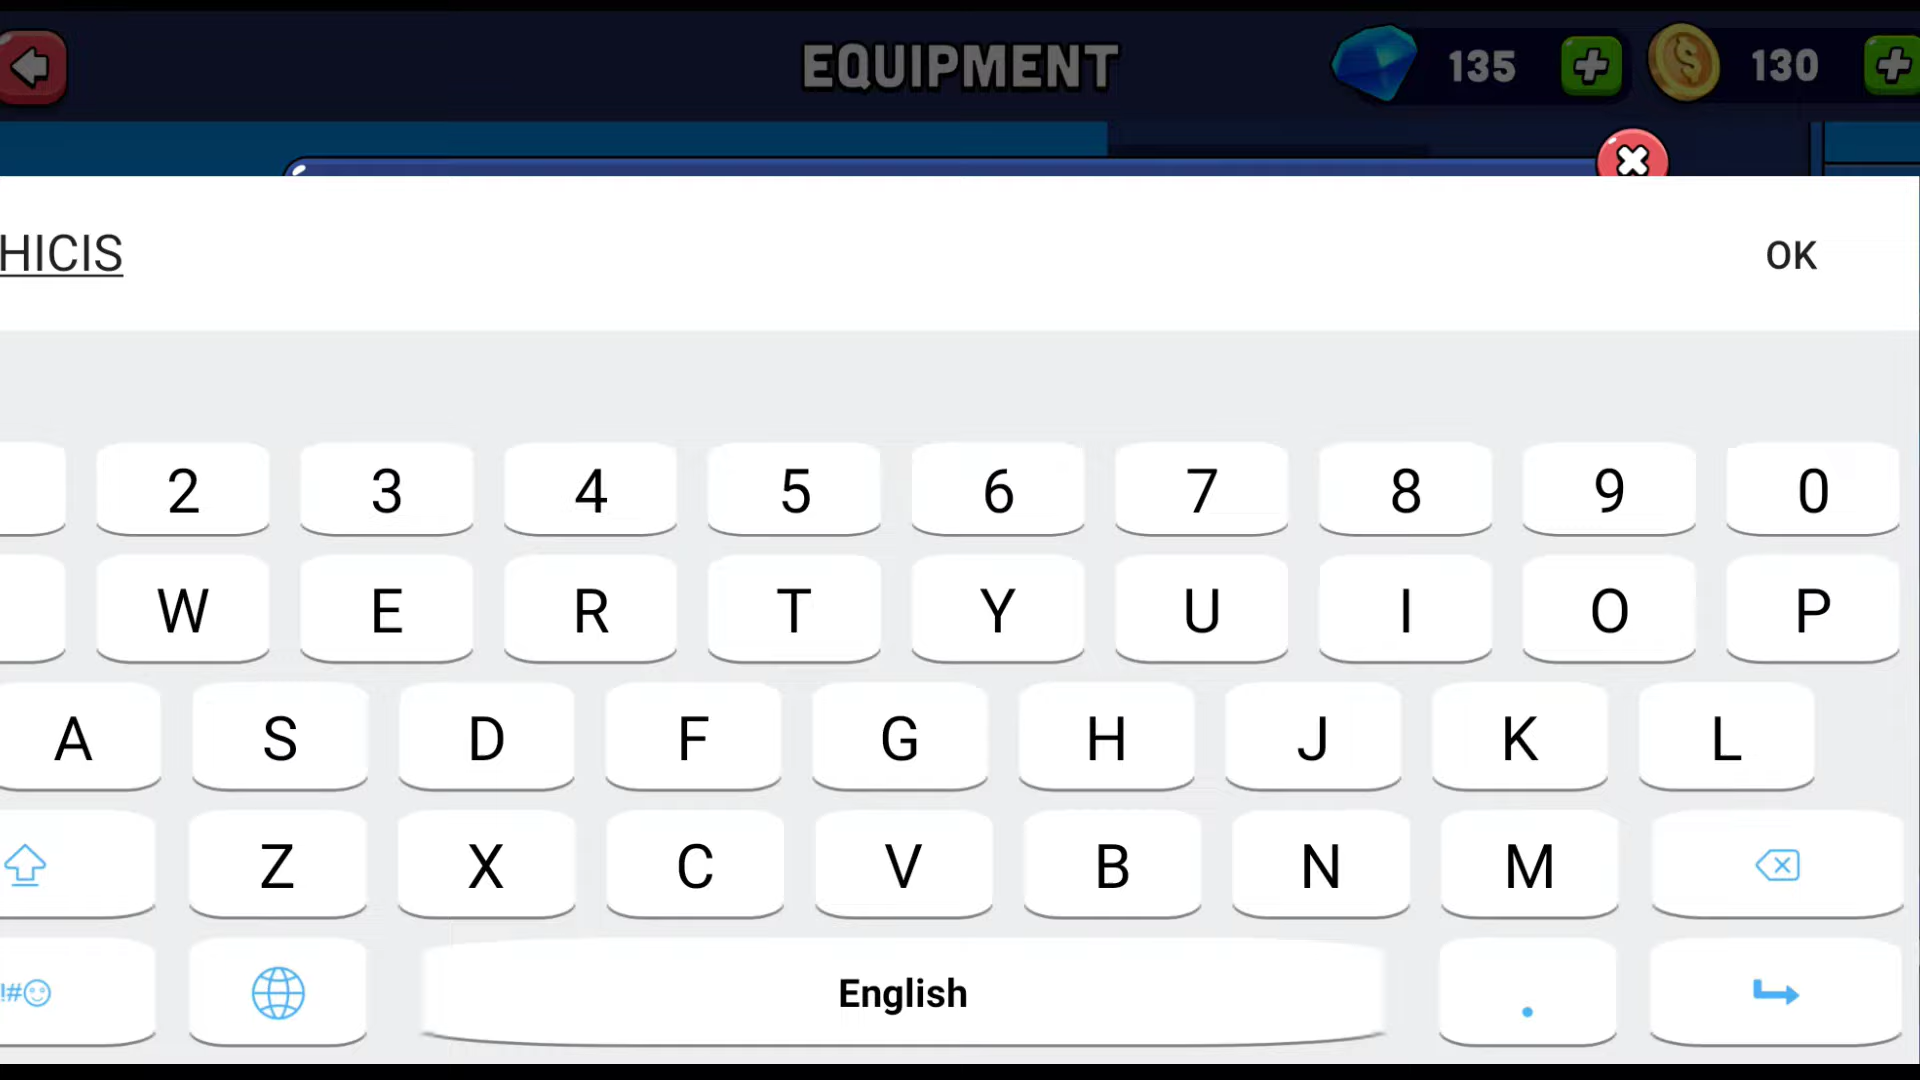 EQUIPMENT
135
130
HICIS
OK
2 3 4 5 6 7 8 9 0
W E R T Y U I O P
A S D F G H J K L
Z X C V B N M
!#
English
.